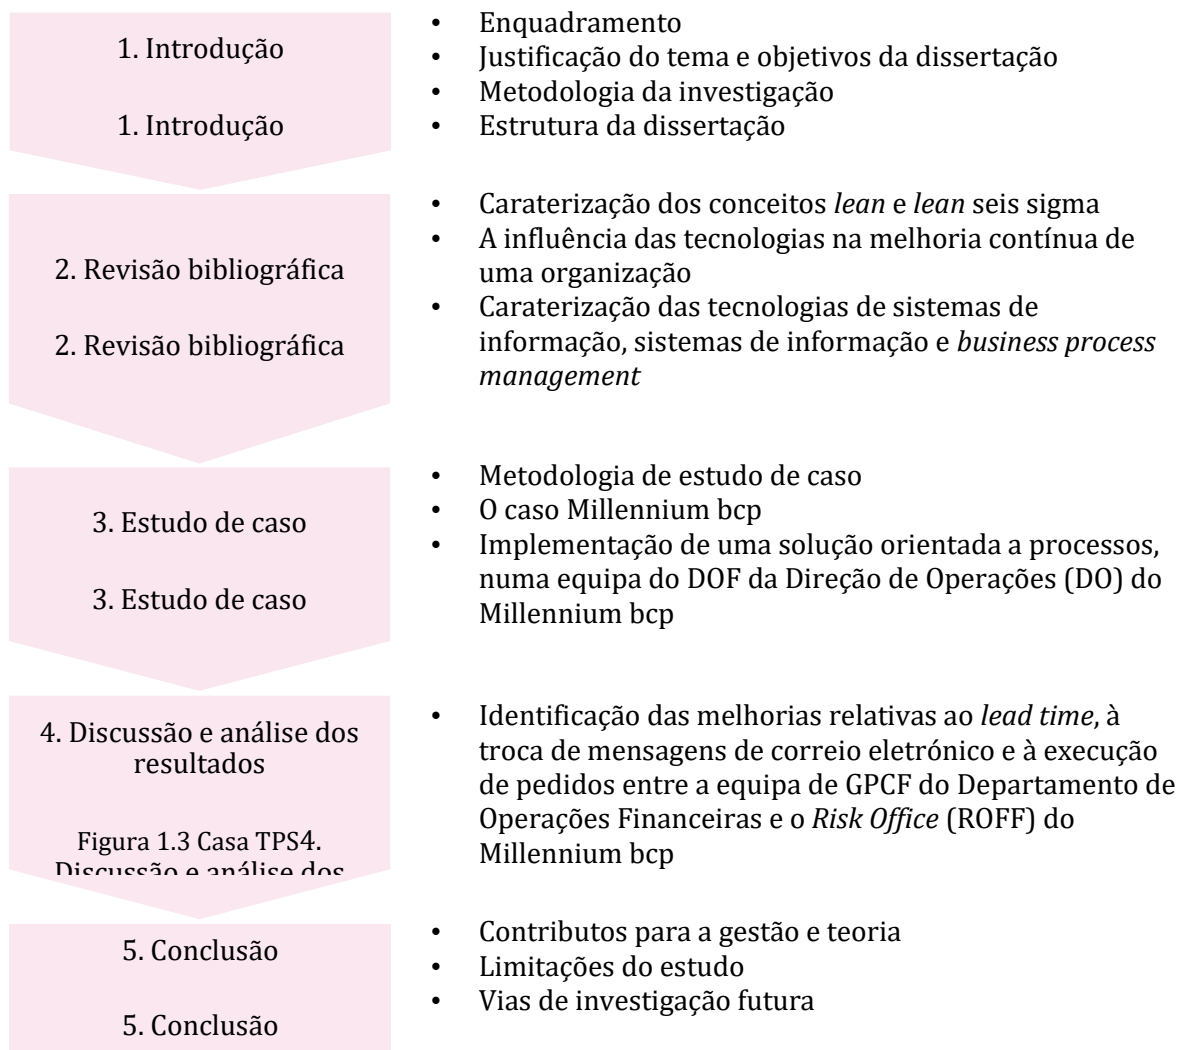 1. Introdução
1. Introdução
• Enquadramento
• Justificação do tema e objetivos da dissertação
• Metodologia da investigação
• Estrutura da dissertação
2. Revisão bibliográfica
2. Revisão bibliográfica
• Caraterização dos conceitos lean e lean seis sigma
• A influência das tecnologias na melhoria contínua de
uma organização
• Caraterização das tecnologias de sistemas de
informação, sistemas de informação e business process
management
3. Estudo de caso
3. Estudo de caso
• Metodologia de estudo de caso
• O caso Millennium bcp
• Implementação de uma solução orientada a processos,
numa equipa do DOF da Direção de Operações (DO) do
Millennium bcp
4. Discussão e análise dos
resultados
Figura 1.3 Casa TPS4.
Discussão e análise dos
• Identificação das melhorias relativas ao lead time, à
troca de mensagens de correio eletrónico e à execução
de pedidos entre a equipa de GPCF do Departamento de
Operações Financeiras e o Risk Office (ROFF) do
Millennium bcp
5. Conclusão
5. Conclusão
• Contributos para a gestão e teoria
• Limitações do estudo
• Vias de investigação futura